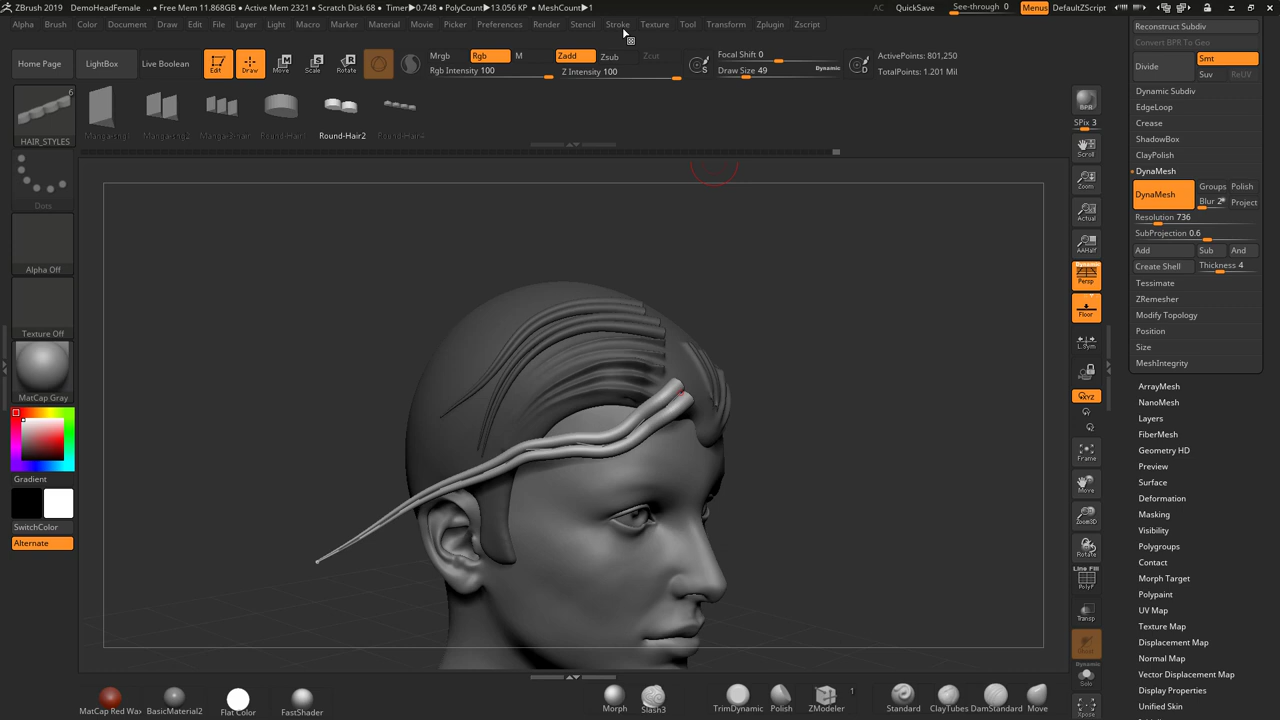 ZBrush 2019 DemoHeadFemale .. • Free Mem 11.868GB • Active Mem 2321 • Scratch Disk 68 • Timer▶0.748 • PolyCount▶13.056 KP • MeshCount▶1 AC QuickSave See-through 0 Menus DefaultZScript
Alpha Brush Color Document Draw Edit File Layer Light Macro Marker Material Movie Picker Preferences Render Stencil Stroke Texture Tool Transform Zplugin Zscript
Home Page LightBox Live Boolean Edit Draw Move Scale Rotate
Mrgb Rgb M Zadd Zsub Zcut
Rgb Intensity 100 Z Intensity 100
S
Focal Shift 0
Draw Size 49 Dynamic
D
ActivePoints: 801,250
TotalPoints: 1.201 Mil
6
HAIR_STYLES
Round-Hair2
Dots
Alpha Off
Texture Off
MatCap Gray
Gradient
SwitchColor
Alternate
BPR
SPix 3
Scroll
Zoom
Actual
AAHalf
Dynamic
Persp
Floor
L.Sym
XYZ
Frame
Move
Zoom3D
Rotate
Line Fill
PolyF
Transp
Ghost
Dynamic
Solo
Xpose
Reconstruct Subdiv
Convert BPR To Geo
Divide Smt
Suv ReUV
Dynamic Subdiv
EdgeLoop
Crease
ShadowBox
ClayPolish
DynaMesh
DynaMesh Groups Polish
Blur 2 Project
Resolution 736
SubProjection 0.6
Add Sub And
Create Shell Thickness 4
Tessimate
ZRemesher
Modify Topology
Position
Size
MeshIntegrity
ArrayMesh
NanoMesh
Layers
FiberMesh
Geometry HD
Preview
Surface
Deformation
Masking
Visibility
Polygroups
Contact
Morph Target
Polypaint
UV Map
Texture Map
Displacement Map
Normal Map
Vector Displacement Map
Display Properties
Unified Skin
MatCap Red Wax BasicMaterial2 Flat Color FastShader Morph Slash3 TrimDynamic Polish ZModeler 1 Standard ClayTubes DamStandard Move